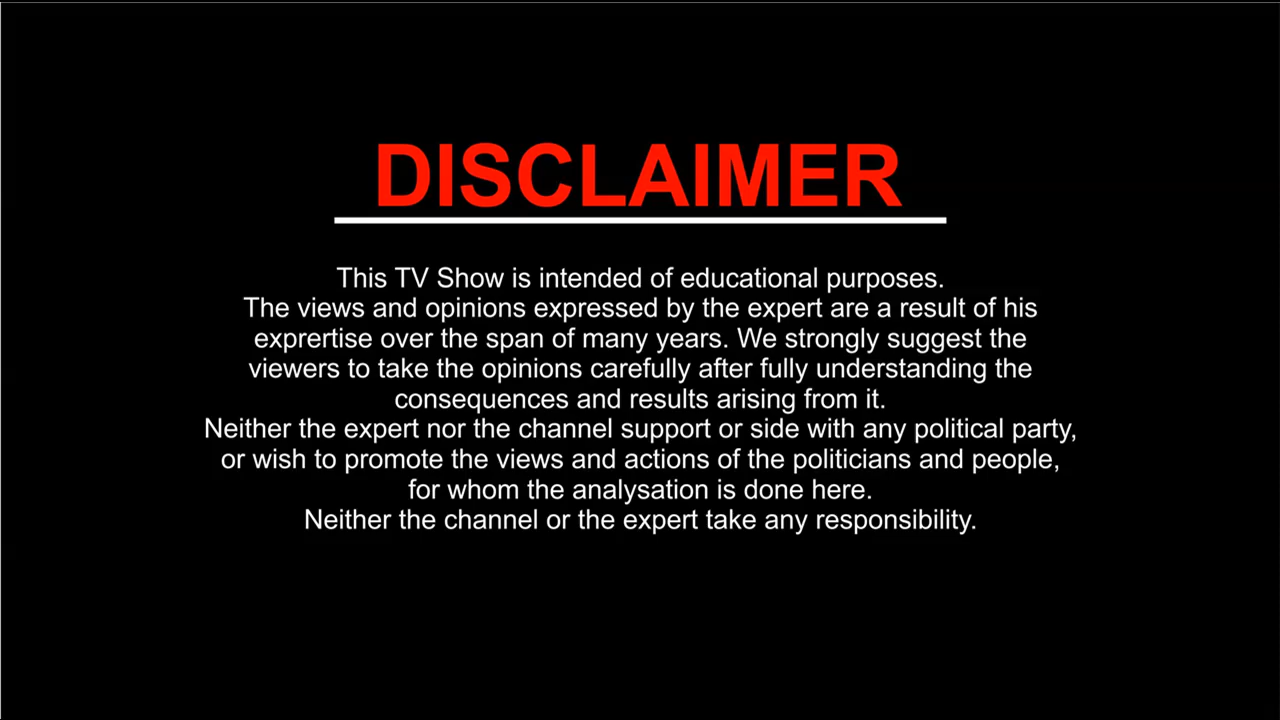 DISCLAIMER
This TV Show is intended of educational purposes.
The views and opinions expressed by the expert are a result of his
exprertise over the span of many years. We strongly suggest the
viewers to take the opinions carefully after fully understanding the
consequences and results arising from it.
Neither the expert nor the channel support or side with any political party,
or wish to promote the views and actions of the politicians and people,
for whom the analysation is done here.
Neither the channel or the expert take any responsibility.